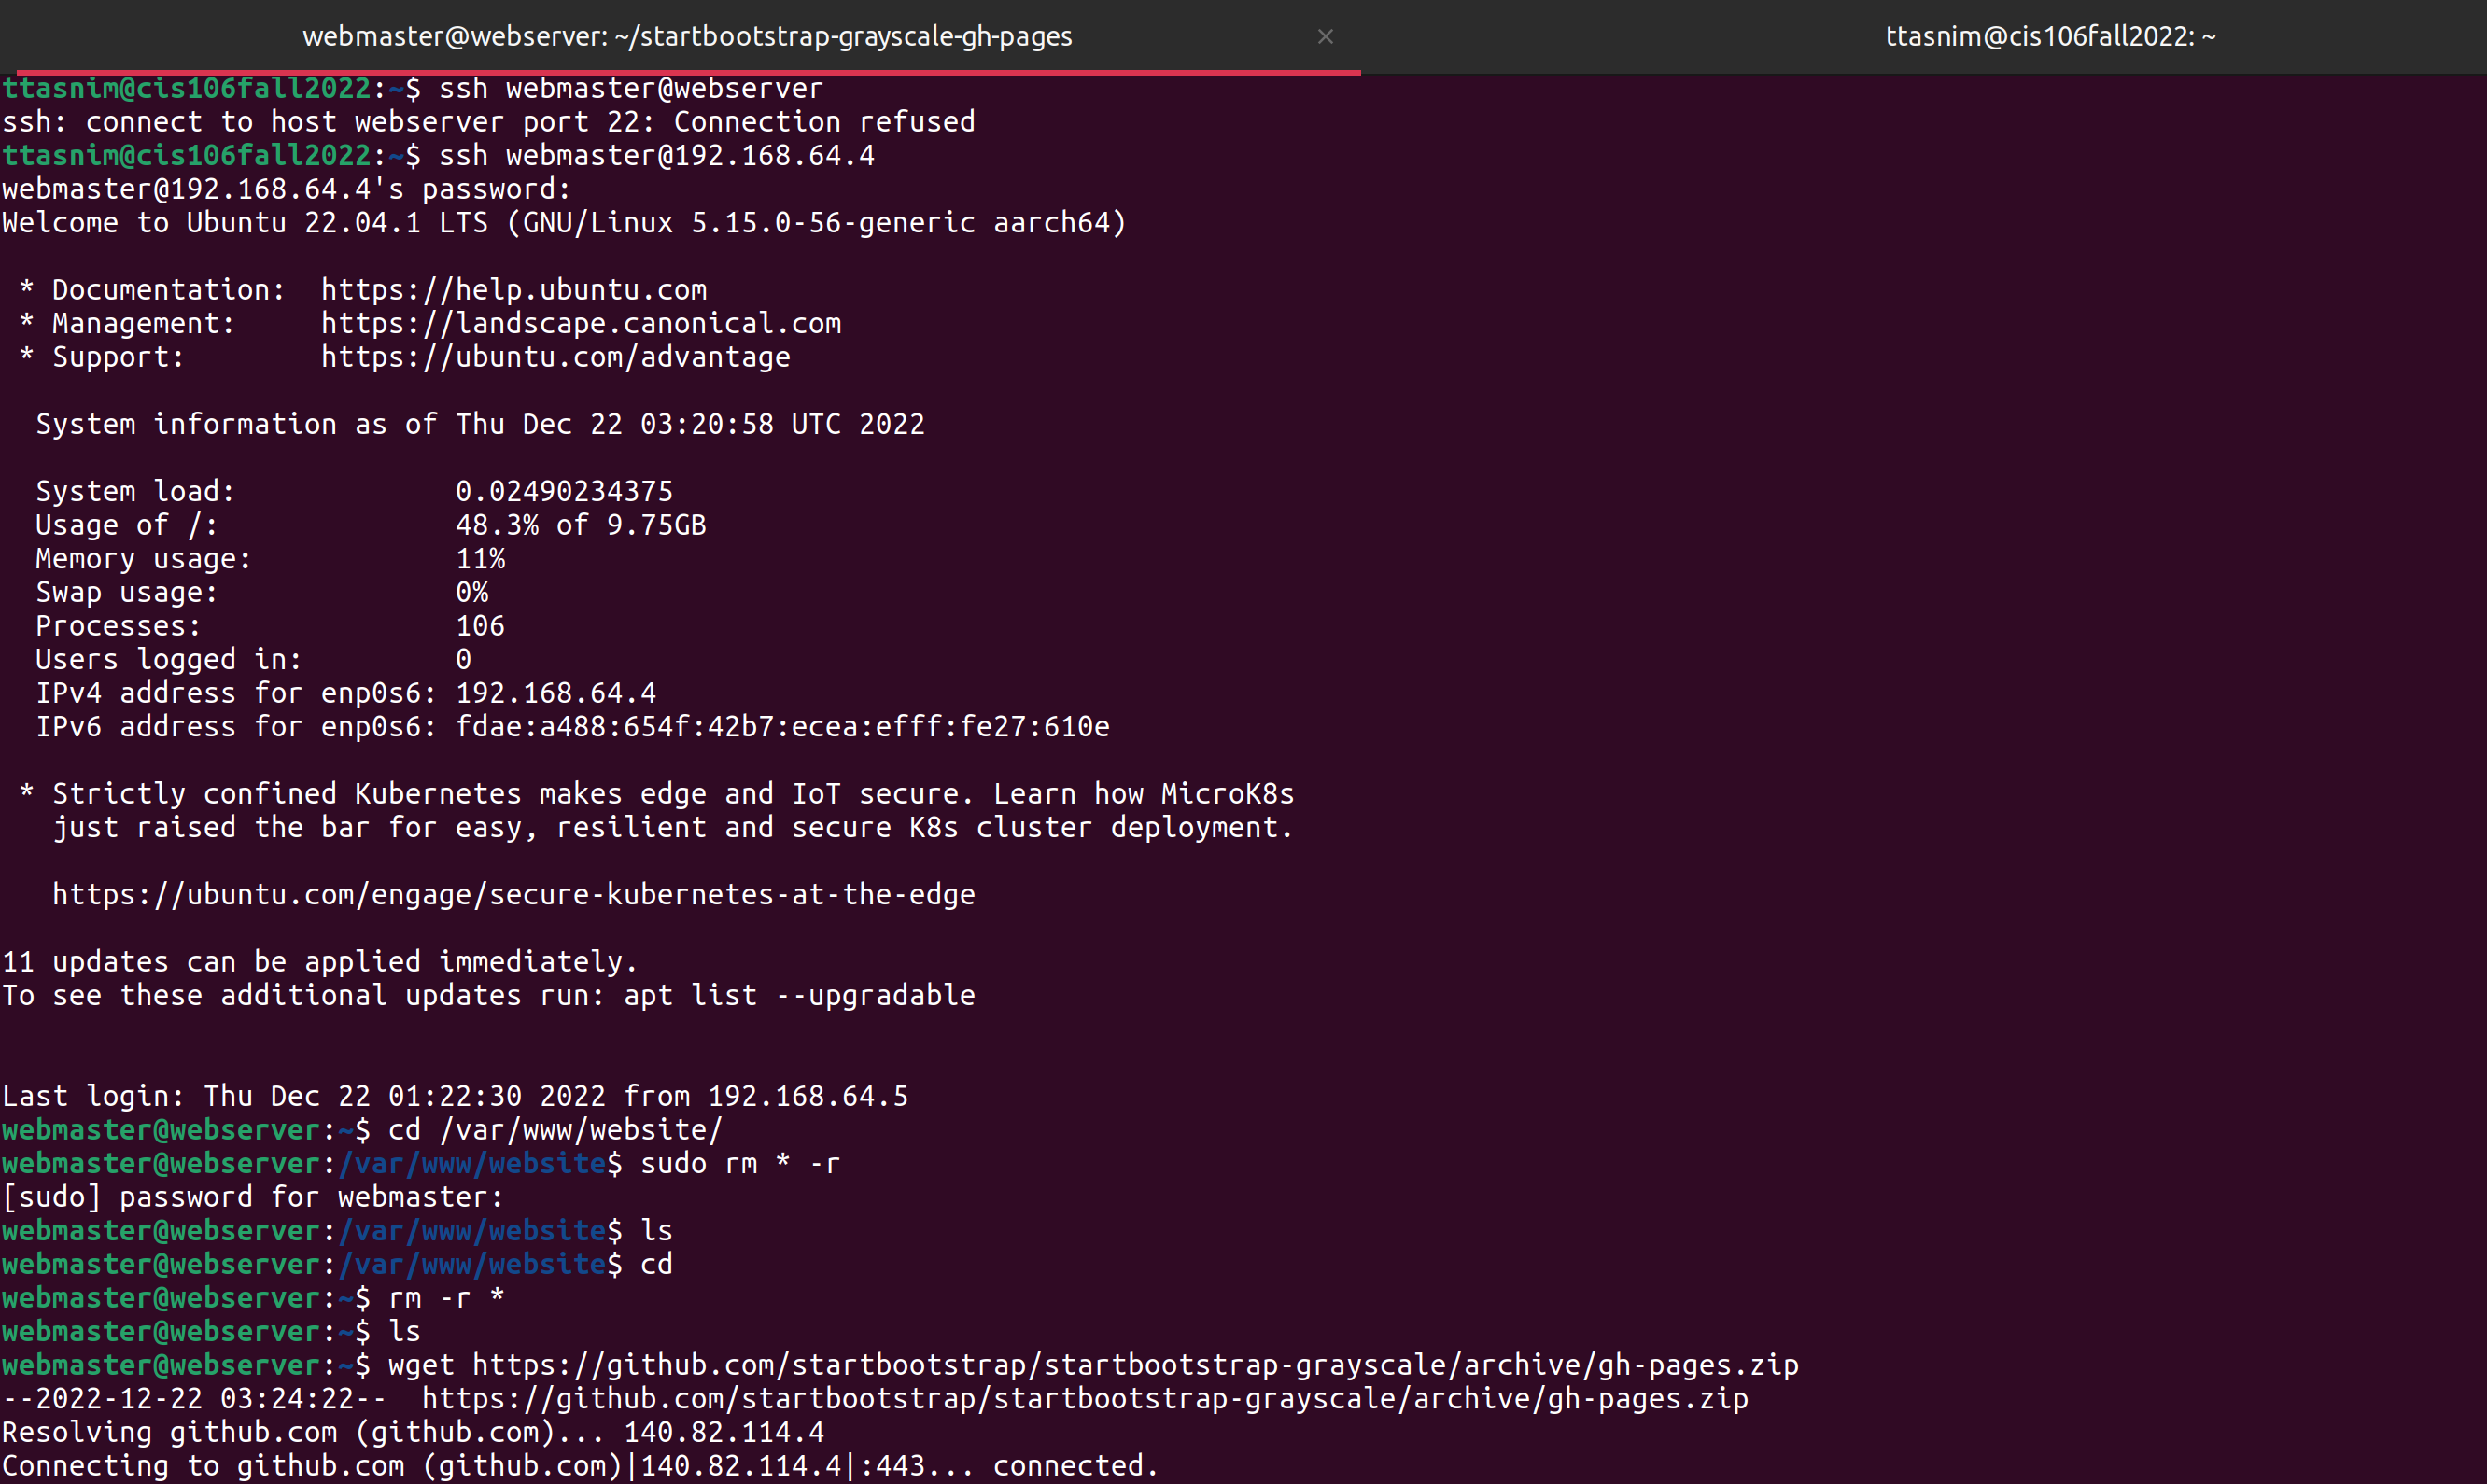 webmaster@webserver: ~/startbootstrap-grayscale-gh-pages × ttasnim@cis106fall2022: ~
ttasnim@cis106fall2022:~$ ssh webmaster@webserver
ssh: connect to host webserver port 22: Connection refused
ttasnim@cis106fall2022:~$ ssh webmaster@192.168.64.4
webmaster@192.168.64.4's password:
Welcome to Ubuntu 22.04.1 LTS (GNU/Linux 5.15.0-56-generic aarch64)

 * Documentation:  https://help.ubuntu.com
 * Management:     https://landscape.canonical.com
 * Support:        https://ubuntu.com/advantage

  System information as of Thu Dec 22 03:20:58 UTC 2022

  System load:             0.02490234375
  Usage of /:              48.3% of 9.75GB
  Memory usage:            11%
  Swap usage:              0%
  Processes:               106
  Users logged in:         0
  IPv4 address for enp0s6: 192.168.64.4
  IPv6 address for enp0s6: fdae:a488:654f:42b7:ecea:efff:fe27:610e

 * Strictly confined Kubernetes makes edge and IoT secure. Learn how MicroK8s
   just raised the bar for easy, resilient and secure K8s cluster deployment.

   https://ubuntu.com/engage/secure-kubernetes-at-the-edge

11 updates can be applied immediately.
To see these additional updates run: apt list --upgradable

Last login: Thu Dec 22 01:22:30 2022 from 192.168.64.5
webmaster@webserver:~$ cd /var/www/website/
webmaster@webserver:/var/www/website$ sudo rm * -r
[sudo] password for webmaster:
webmaster@webserver:/var/www/website$ ls
webmaster@webserver:/var/www/website$ cd
webmaster@webserver:~$ rm -r *
webmaster@webserver:~$ ls
webmaster@webserver:~$ wget https://github.com/startbootstrap/startbootstrap-grayscale/archive/gh-pages.zip
--2022-12-22 03:24:22--  https://github.com/startbootstrap/startbootstrap-grayscale/archive/gh-pages.zip
Resolving github.com (github.com)... 140.82.114.4
Connecting to github.com (github.com)|140.82.114.4|:443... connected.